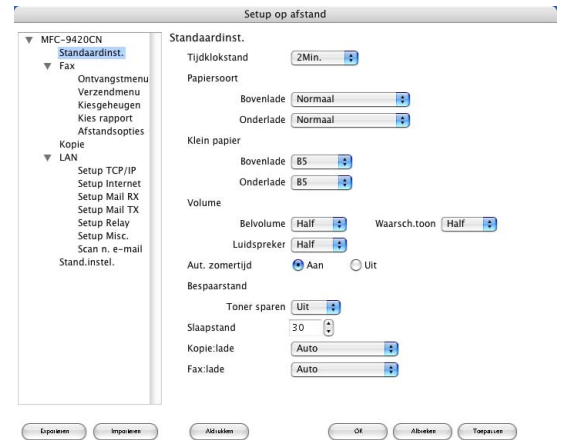 Setup op afstand
MFC-9420CN
Standaardinst.
Fax
Ontvangstmenu
Verzendmenu
Kiesgeheugen
Kies rapport
Afstandsopties
Kopie
LAN
Setup TCP/IP
Setup Internet
Setup Mail RX
Setup Mail TX
Setup Relay
Setup Misc.
Scan n. e-mail
Stand.instel.
Standaardinst.
Tijdklokstand 2Min.
Papiersoort
Bovenlade Normaal
Onderlade Normaal
Klein papier
Bovenlade B5
Onderlade B5
Volume
Belvolume Half Waarsch.toon Half
Luidspreker Half
Aut. zomertijd Aan Uit
Bespaarstand
Toner sparen Uit
Slaapstand 30
Kopie:lade Auto
Fax:lade Auto
Exporteren Importeren Afdrukken OK Afbreken Toepassen